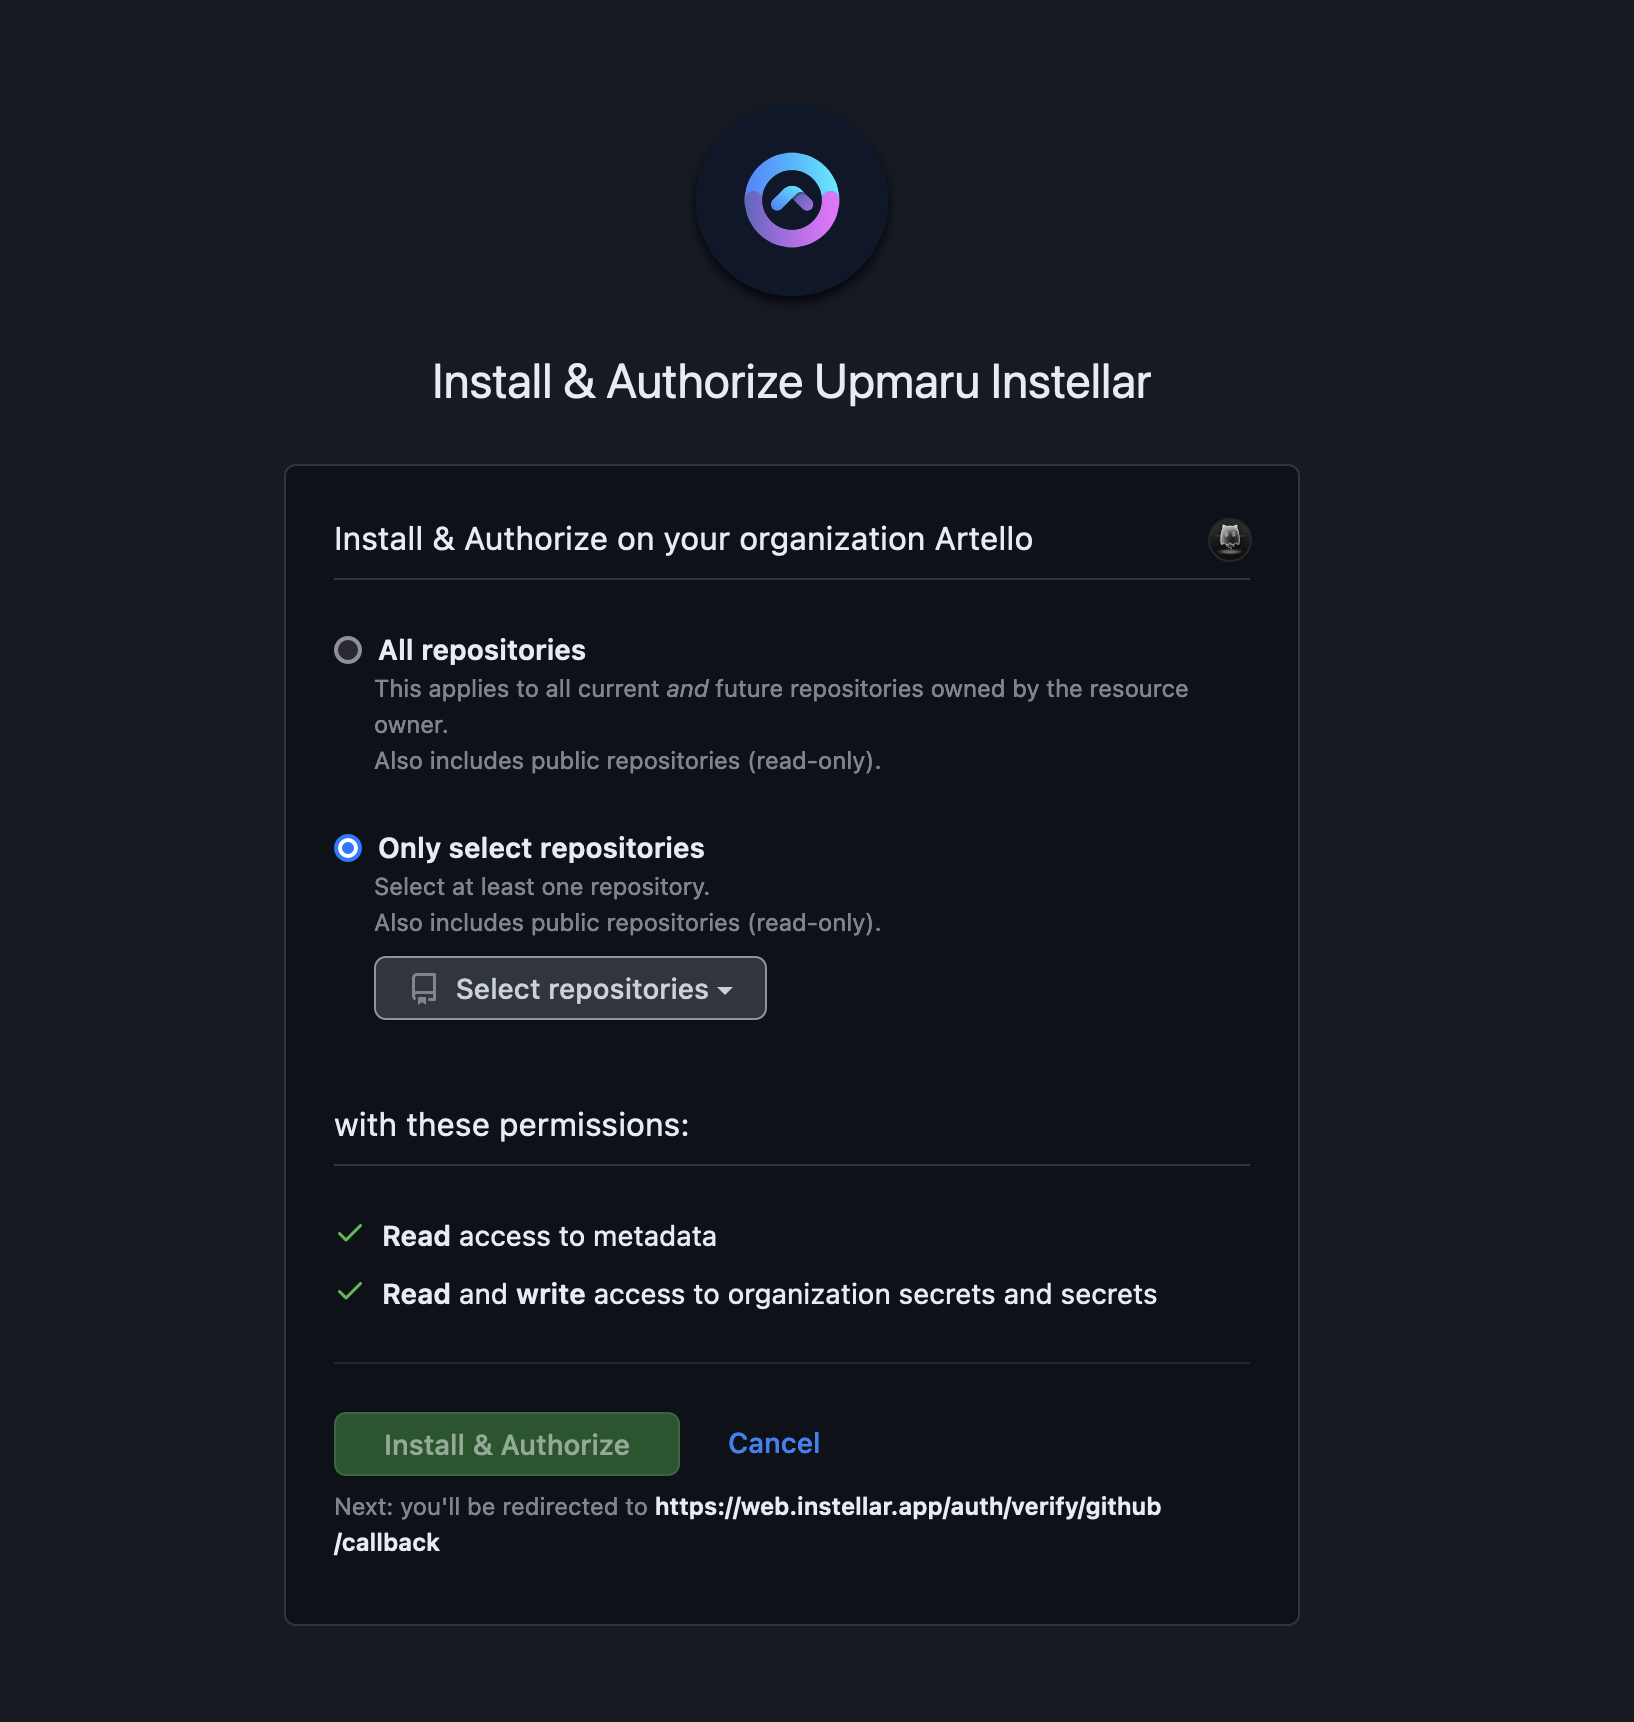 Install & Authorize Upmaru Instellar
Install & Authorize on your organization Artello
All repositories
This applies to all current and future repositories owned by the resource
owner.
Also includes public repositories (read-only).
Only select repositories
Select at least one repository.
Also includes public repositories (read-only).
Select repositories
with these permissions:
Read access to metadata
Read and write access to organization secrets and secrets
Install & Authorize
Cancel
Next: you'll be redirected to https://web.instellar.app/auth/verify/github
/callback